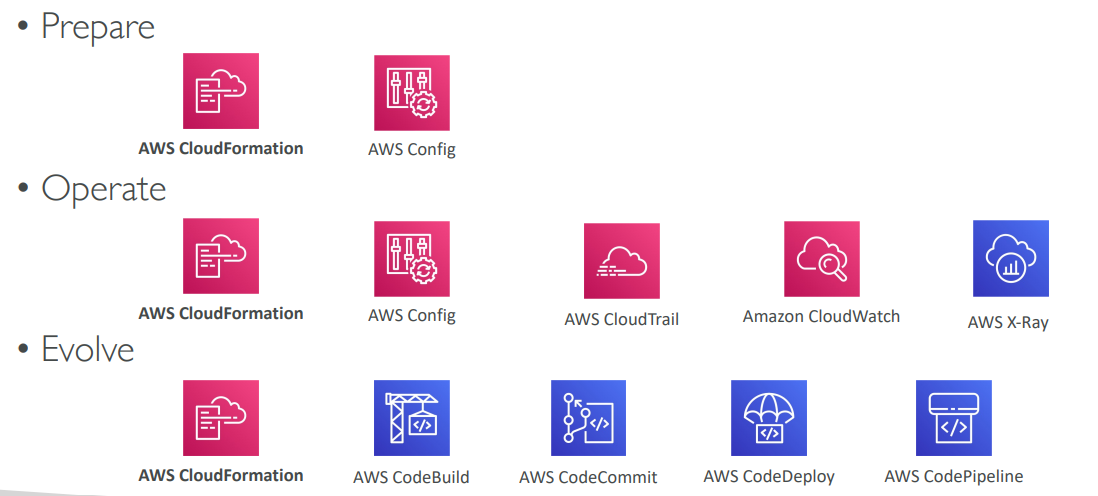 • Prepare
AWS CloudFormation
AWS Config
• Operate
AWS CloudFormation
AWS Config
AWS CloudTrail
Amazon CloudWatch
AWS X-Ray
• Evolve
AWS CloudFormation
AWS CodeBuild
AWS CodeCommit
AWS CodeDeploy
AWS CodePipeline